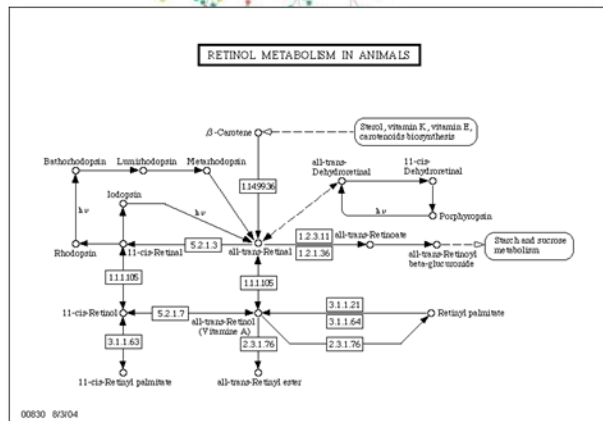 RETINOL METABOLISM IN ANIMALS
β-Carotene
Sterol, vitamin K, vitamin E,
carotenoids biosynthesis
Bathorhodopsin
Lumirhodopsin
Metarhodopsin
all-trans-
Dehydroretinal
11-cis-
Dehydroretinal
1.14.99.36
Iodopsin
hν
hν
hν
Porphyropsin
Rhodopsin
11-cis-Retinal
5.2.1.3
all-trans-Retinal
1.2.3.11
1.2.1.36
all-trans-Retinoate
all-trans-Retinoyl
beta-glucuronide
Starch and sucrose
metabolism
1.1.1.105
1.1.1.105
11-cis-Retinol
5.2.1.7
all-trans-Retinol
(Vitamine A)
3.1.1.21
3.1.1.64
Retinyl palmitate
3.1.1.63
2.3.1.76
2.3.1.76
11-cis-Retinyl palmitate
all-trans-Retinyl ester
00830 8/3/04